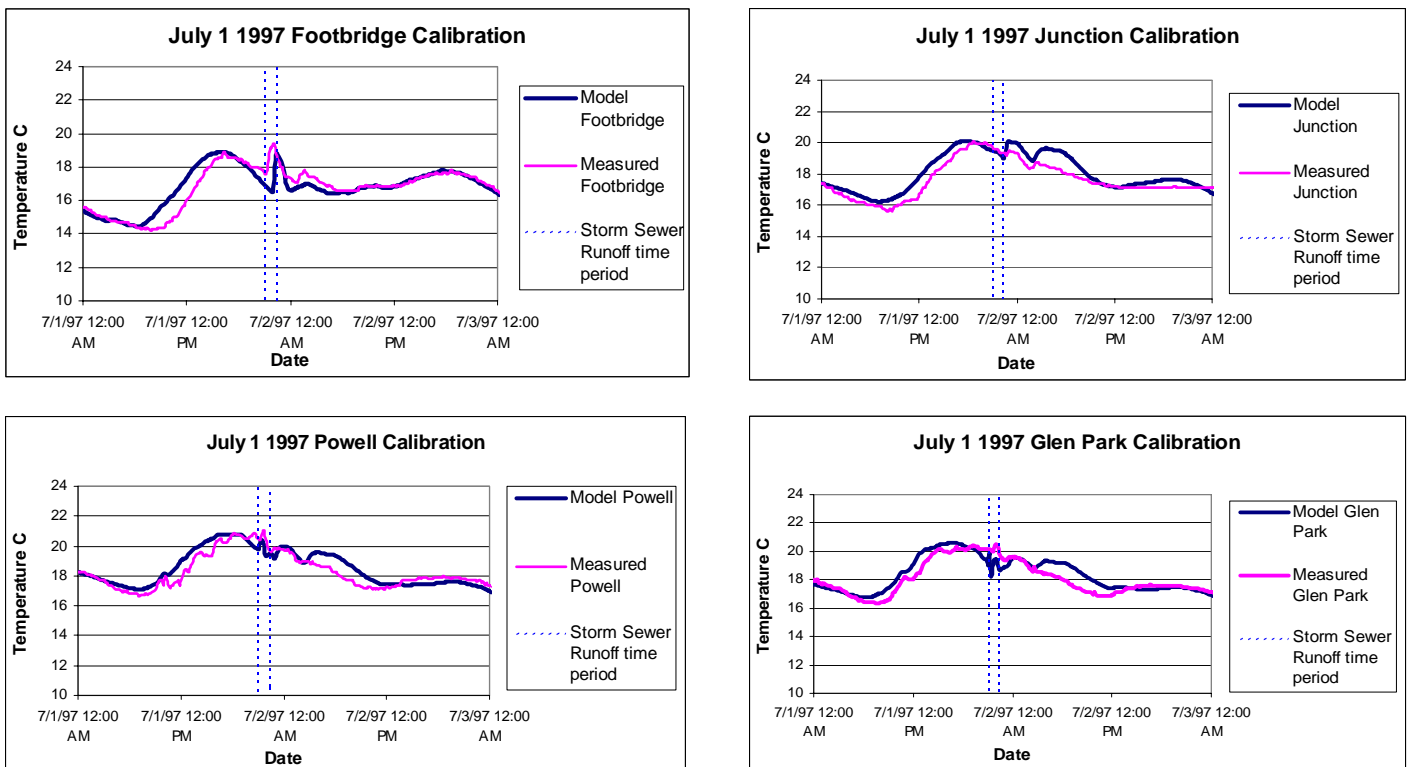 July 1 1997 Footbridge Calibration
24
22
20
18
16
14
12
10
Temperature C
7/1/97 12:00
AM
7/1/97 12:00
PM
7/2/97 12:00
AM
7/2/97 12:00
PM
7/3/97 12:00
AM
Date
Model
Footbridge
Measured
Footbridge
Storm Sewer
Runoff time
period
July 1 1997 Junction Calibration
24
22
20
18
16
14
12
10
Temperature C
7/1/97 12:00
AM
7/1/97 12:00
PM
7/2/97 12:00
AM
7/2/97 12:00
PM
7/3/97 12:00
AM
Date
Model
Junction
Measured
Junction
Storm Sewer
Runoff time
period
July 1 1997 Powell Calibration
24
22
20
18
16
14
12
10
Temperature C
7/1/97 12:00
AM
7/1/97 12:00
PM
7/2/97 12:00
AM
7/2/97 12:00
PM
7/3/97 12:00
AM
Date
Model Powell
Measured
Powell
Storm Sewer
Runoff time
period
July 1 1997 Glen Park Calibration
24
22
20
18
16
14
12
10
Temperature C
7/1/97 12:00
AM
7/1/97 12:00
PM
7/2/97 12:00
AM
7/2/97 12:00
PM
7/3/97 12:00
AM
Date
Model Glen
Park
Measured
Glen Park
Storm Sewer
Runoff time
period